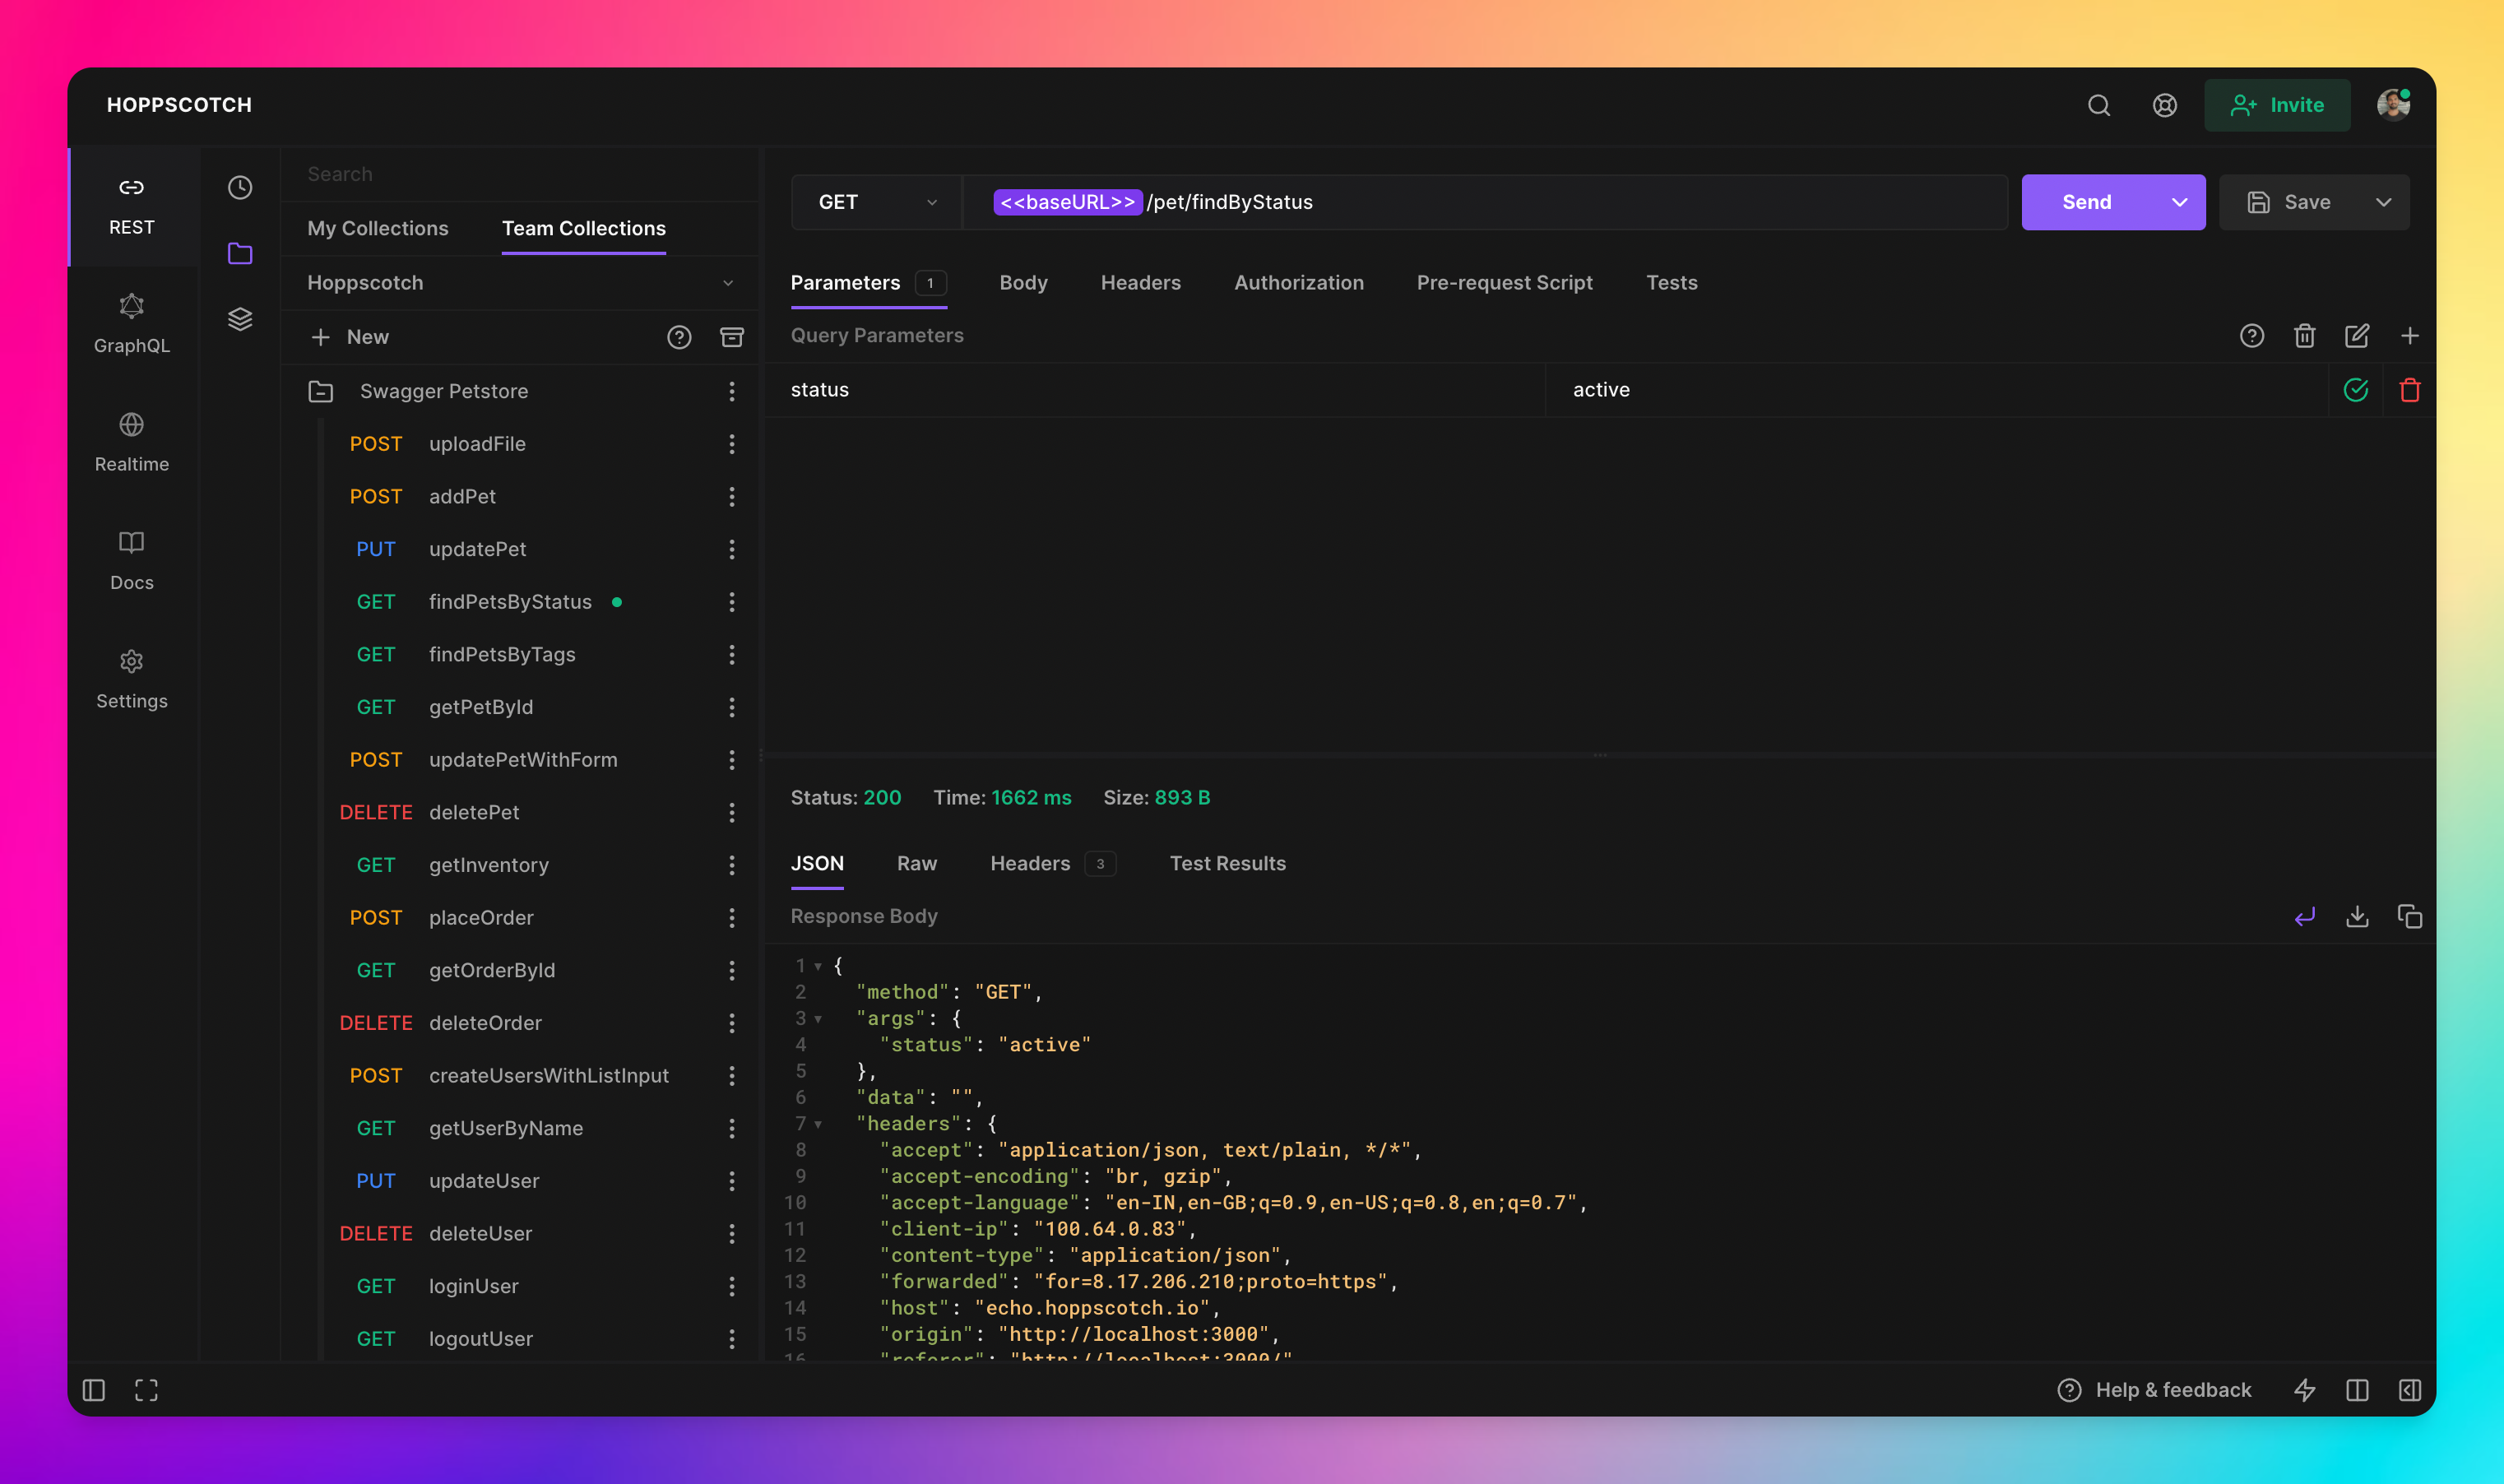 HOPPSCOTCH
Invite
REST
GraphQL
Realtime
Docs
Settings
Search
My Collections Team Collections
Hoppscotch
New
Swagger Petstore
POST uploadFile
POST addPet
PUT updatePet
GET findPetsByStatus
GET findPetsByTags
GET getPetById
POST updatePetWithForm
DELETE deletePet
GET getInventory
POST placeOrder
GET getOrderById
DELETE deleteOrder
POST createUsersWithListInput
GET getUserByName
PUT updateUser
DELETE deleteUser
GET loginUser
GET logoutUser
GET <<baseURL>>/pet/findByStatus Send Save
Parameters 1 Body Headers Authorization Pre-request Script Tests
Query Parameters
status active
Status: 200 Time: 1662 ms Size: 893 B
JSON Raw Headers 3 Test Results
Response Body
1 {
2 "method": "GET",
3 "args": {
4 "status": "active"
5 },
6 "data": "",
7 "headers": {
8 "accept": "application/json, text/plain, */*",
9 "accept-encoding": "br, gzip",
10 "accept-language": "en-IN,en-GB;q=0.9,en-US;q=0.8,en;q=0.7",
11 "client-ip": "100.64.0.83",
12 "content-type": "application/json",
13 "forwarded": "for=8.17.206.210;proto=https",
14 "host": "echo.hoppscotch.io",
15 "origin": "http://localhost:3000",
16 "referer": "http://localhost:3000/"
Help & feedback